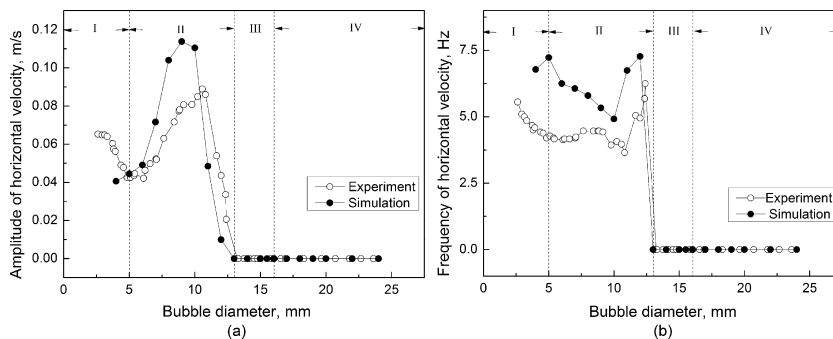 I II III IV
0.12
0.10
0.08
0.06
0.04
0.02
0.00
Amplitude of horizontal velocity, m/s
Experiment
Simulation
0 5 10 15 20 25
Bubble diameter, mm
(a)
I II III IV
7.5
5.0
2.5
0.0
Frequency of horizontal velocity, Hz
Experiment
Simulation
0 5 10 15 20 25
Bubble diameter, mm
(b)